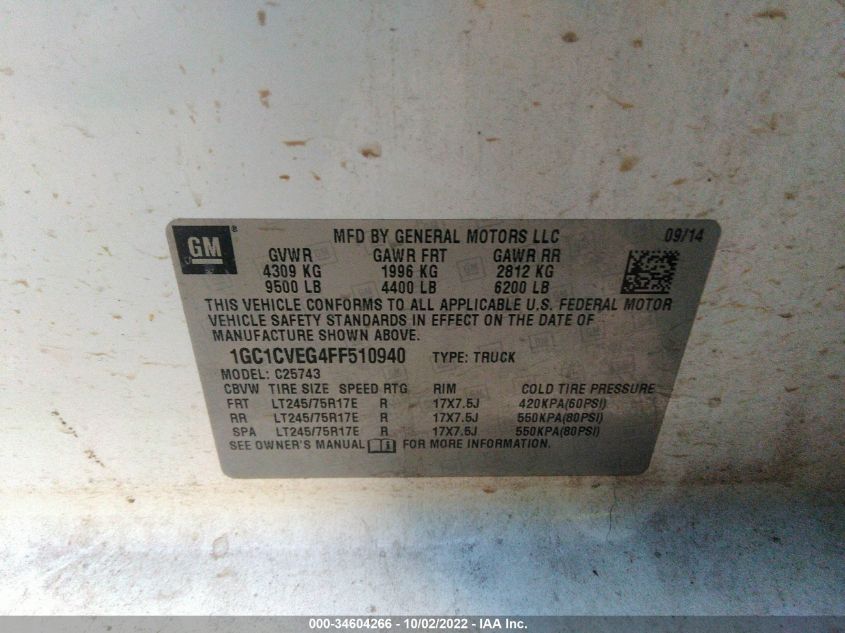 GM ® MFD BY GENERAL MOTORS LLC 09/14
GVWR GAWR FRT GAWR RR
4309 KG 1996 KG 2812 KG
9500 LB 4400 LB 6200 LB
THIS VEHICLE CONFORMS TO ALL APPLICABLE U.S. FEDERAL MOTOR
VEHICLE SAFETY STANDARDS IN EFFECT ON THE DATE OF
MANUFACTURE SHOWN ABOVE.
1GC1CVEG4FF510940 TYPE: TRUCK
MODEL: C25743
CBVW TIRE SIZE SPEED RTG RIM COLD TIRE PRESSURE
FRT LT245/75R17E R 17X7.5J 420KPA(60PSI)
RR LT245/75R17E R 17X7.5J 550KPA(80PSI)
SPA LT245/75R17E R 17X7.5J 550KPA(80PSI)
SEE OWNER'S MANUAL i FOR MORE INFORMATION.
000-34604266 - 10/02/2022 - IAA Inc.